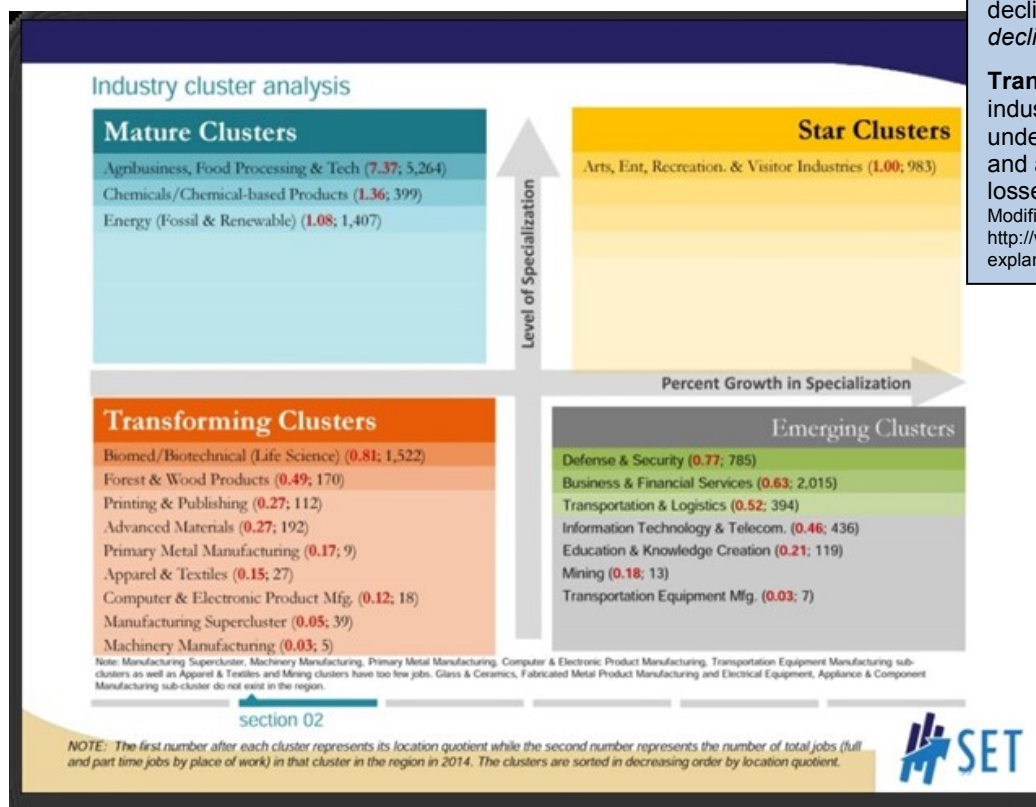 Industry cluster analysis
Mature Clusters
Agribusiness, Food Processing & Tech (7.37; 5,264)
Chemicals/Chemical-based Products (1.36; 399)
Energy (Fossil & Renewable) (1.08; 1,407)
Level of Specialization
Star Clusters
Arts, Ent, Recreation. & Visitor Industries (1.00; 983)
Percent Growth in Specialization
Transforming Clusters
Biomed/Biotechnical (Life Science) (0.81; 1,522)
Forest & Wood Products (0.49; 170)
Printing & Publishing (0.27; 112)
Advanced Materials (0.27; 192)
Primary Metal Manufacturing (0.17; 9)
Apparel & Textiles (0.15; 27)
Computer & Electronic Product Mfg. (0.12; 18)
Manufacturing Supercluster (0.05; 39)
Machinery Manufacturing (0.03; 5)
Emerging Clusters
Defense & Security (0.77; 785)
Business & Financial Services (0.63; 2,015)
Transportation & Logistics (0.52; 394)
Information Technology & Telecom. (0.46; 436)
Education & Knowledge Creation (0.21; 119)
Mining (0.18; 13)
Transportation Equipment Mfg. (0.03; 7)
Note: Manufacturing Supercluster, Machinery Manufacturing, Primary Metal Manufacturing, Computer & Electronic Product Manufacturing, Transportation Equipment Manufacturing sub-
clusters as well as Apparel & Textiles and Mining clusters have too few jobs. Glass & Ceramics, Fabricated Metal Product Manufacturing and Electrical Equipment, Appliance & Component
Manufacturing sub-cluster do not exist in the region.
section 02
NOTE: The first number after each cluster represents its location quotient while the second number represents the number of total jobs (full
and part time jobs by place of work) in that cluster in the region in 2014. The clusters are sorted in decreasing order by location quotient.
SET
decli
decli
Tran
indus
unde
and
losse
Modifi
http://
explar